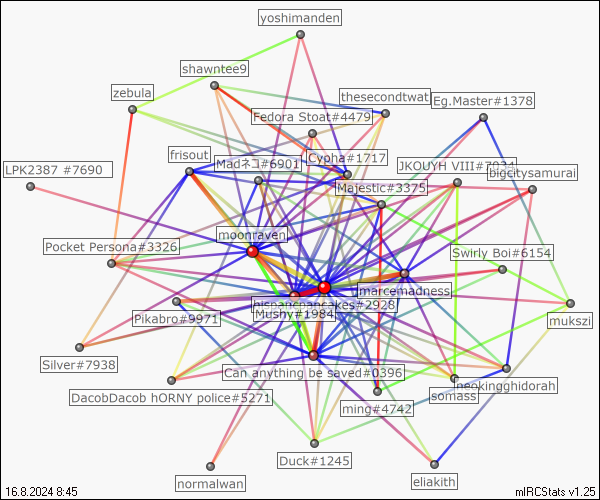 yoshimanden
shawntee9
zebula
thesecondtwat
Eg.Master#1378
Fedora Stoat#4479
frisout
Madネコ#6901
Cypha#1717
LPK2387 #7690
JKOUYH VIII#7834
bigcitysamurai
Majestic#3375
moonraven
Pocket Persona#3326
Swirly Boi#6154
marcemadness
hispanicpancakes#2928
Mushy#1984
Pikabro#9971
mukszi
Silver#7938
Can anything be saved#0396
neokingghidorah
somass
DacobDacob hORNY police#5271
ming#4742
Duck#1245
normalwan
eliakith
16.8.2024 8:45
mIRCStats v1.25